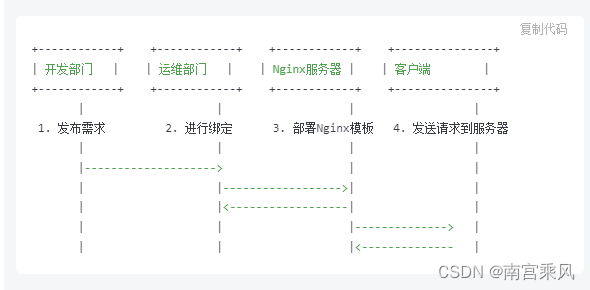 复制代码
+------------+    +------------+    +-----------+    +---------------+
| 开发部门   |    | 运维部门   |    | Nginx服务器 |    | 客户端        |
+------------+    +------------+    +-----------+    +---------------+
|                   |                  |                 |
1. 发布需求        2. 进行绑定      3. 部署Nginx模板   4. 发送请求到服务器
|                   |                  |                 |
|------------------->                  |                 |
|                   |----------------->|                 |
|                   |<-----------------|                 |
|                   |                  |------------->   |
|                   |                  |<-------------   |
CSDN @南宫乘风